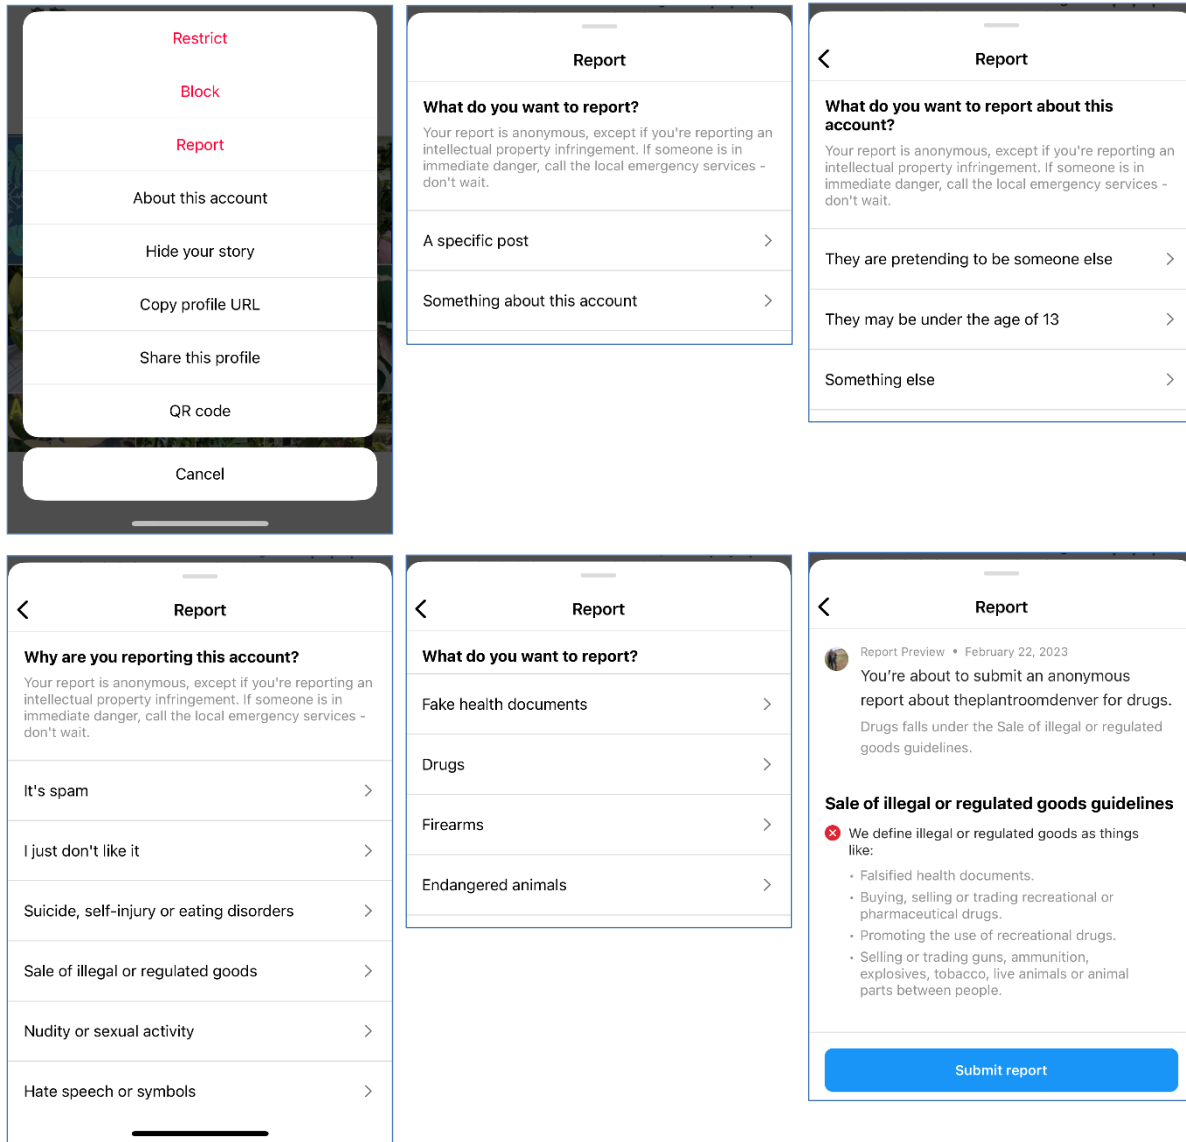 Restrict
Block
Report
About this account
Hide your story
Copy profile URL
Share this profile
QR code
Cancel
Report
What do you want to report?
Your report is anonymous, except if you're reporting an
intellectual property infringement. If someone is in
immediate danger, call the local emergency services -
don't wait.
A specific post
Something about this account
Report
What do you want to report about this
account?
Your report is anonymous, except if you're reporting an
intellectual property infringement. If someone is in
immediate danger, call the local emergency services -
don't wait.
They are pretending to be someone else
They may be under the age of 13
Something else
Report
Why are you reporting this account?
Your report is anonymous, except if you're reporting an
intellectual property infringement. If someone is in
immediate danger, call the local emergency services -
don't wait.
It's spam
I just don't like it
Suicide, self-injury or eating disorders
Sale of illegal or regulated goods
Nudity or sexual activity
Hate speech or symbols
Report
What do you want to report?
Fake health documents
Drugs
Firearms
Endangered animals
Report
Report Preview • February 22, 2023
You're about to submit an anonymous
report about theplantroomdenver for drugs.
Drugs falls under the Sale of illegal or regulated
goods guidelines.
Sale of illegal or regulated goods guidelines
We define illegal or regulated goods as things
like:
• Falsified health documents.
• Buying, selling or trading recreational or
pharmaceutical drugs.
• Promoting the use of recreational drugs.
• Selling or trading guns, ammunition,
explosives, tobacco, live animals or animal
parts between people.
Submit report